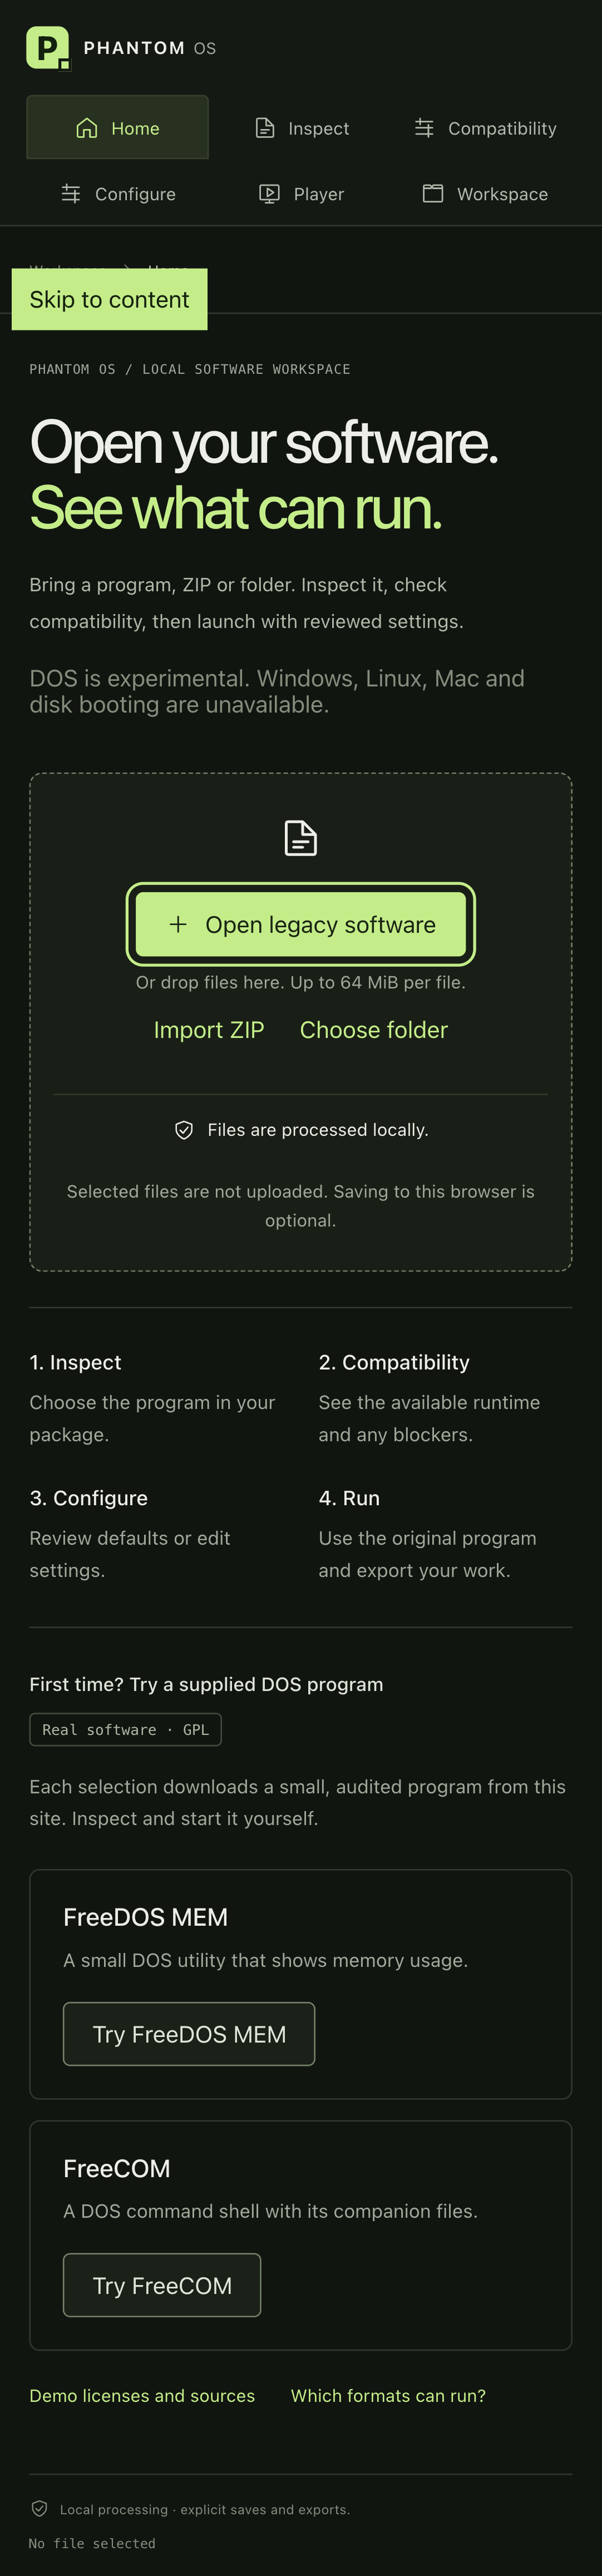 P
PHANTOM OS
Home
Inspect
Compatibility
Configure
Player
Workspace
Skip to content
PHANTOM OS / LOCAL SOFTWARE WORKSPACE
Open your software.
See what can run.
Bring a program, ZIP or folder. Inspect it, check
compatibility, then launch with reviewed settings.
DOS is experimental. Windows, Linux, Mac and
disk booting are unavailable.
+ Open legacy software
Or drop files here. Up to 64 MiB per file.
Import ZIP
Choose folder
Files are processed locally.
Selected files are not uploaded. Saving to this browser is
optional.
1. Inspect
Choose the program in your
package.
2. Compatibility
See the available runtime
and any blockers.
3. Configure
Review defaults or edit
settings.
4. Run
Use the original program
and export your work.
First time? Try a supplied DOS program
Real software · GPL
Each selection downloads a small, audited program from this
site. Inspect and start it yourself.
FreeDOS MEM
A small DOS utility that shows memory usage.
Try FreeDOS MEM
FreeCOM
A DOS command shell with its companion files.
Try FreeCOM
Demo licenses and sources
Which formats can run?
Local processing · explicit saves and exports.
No file selected